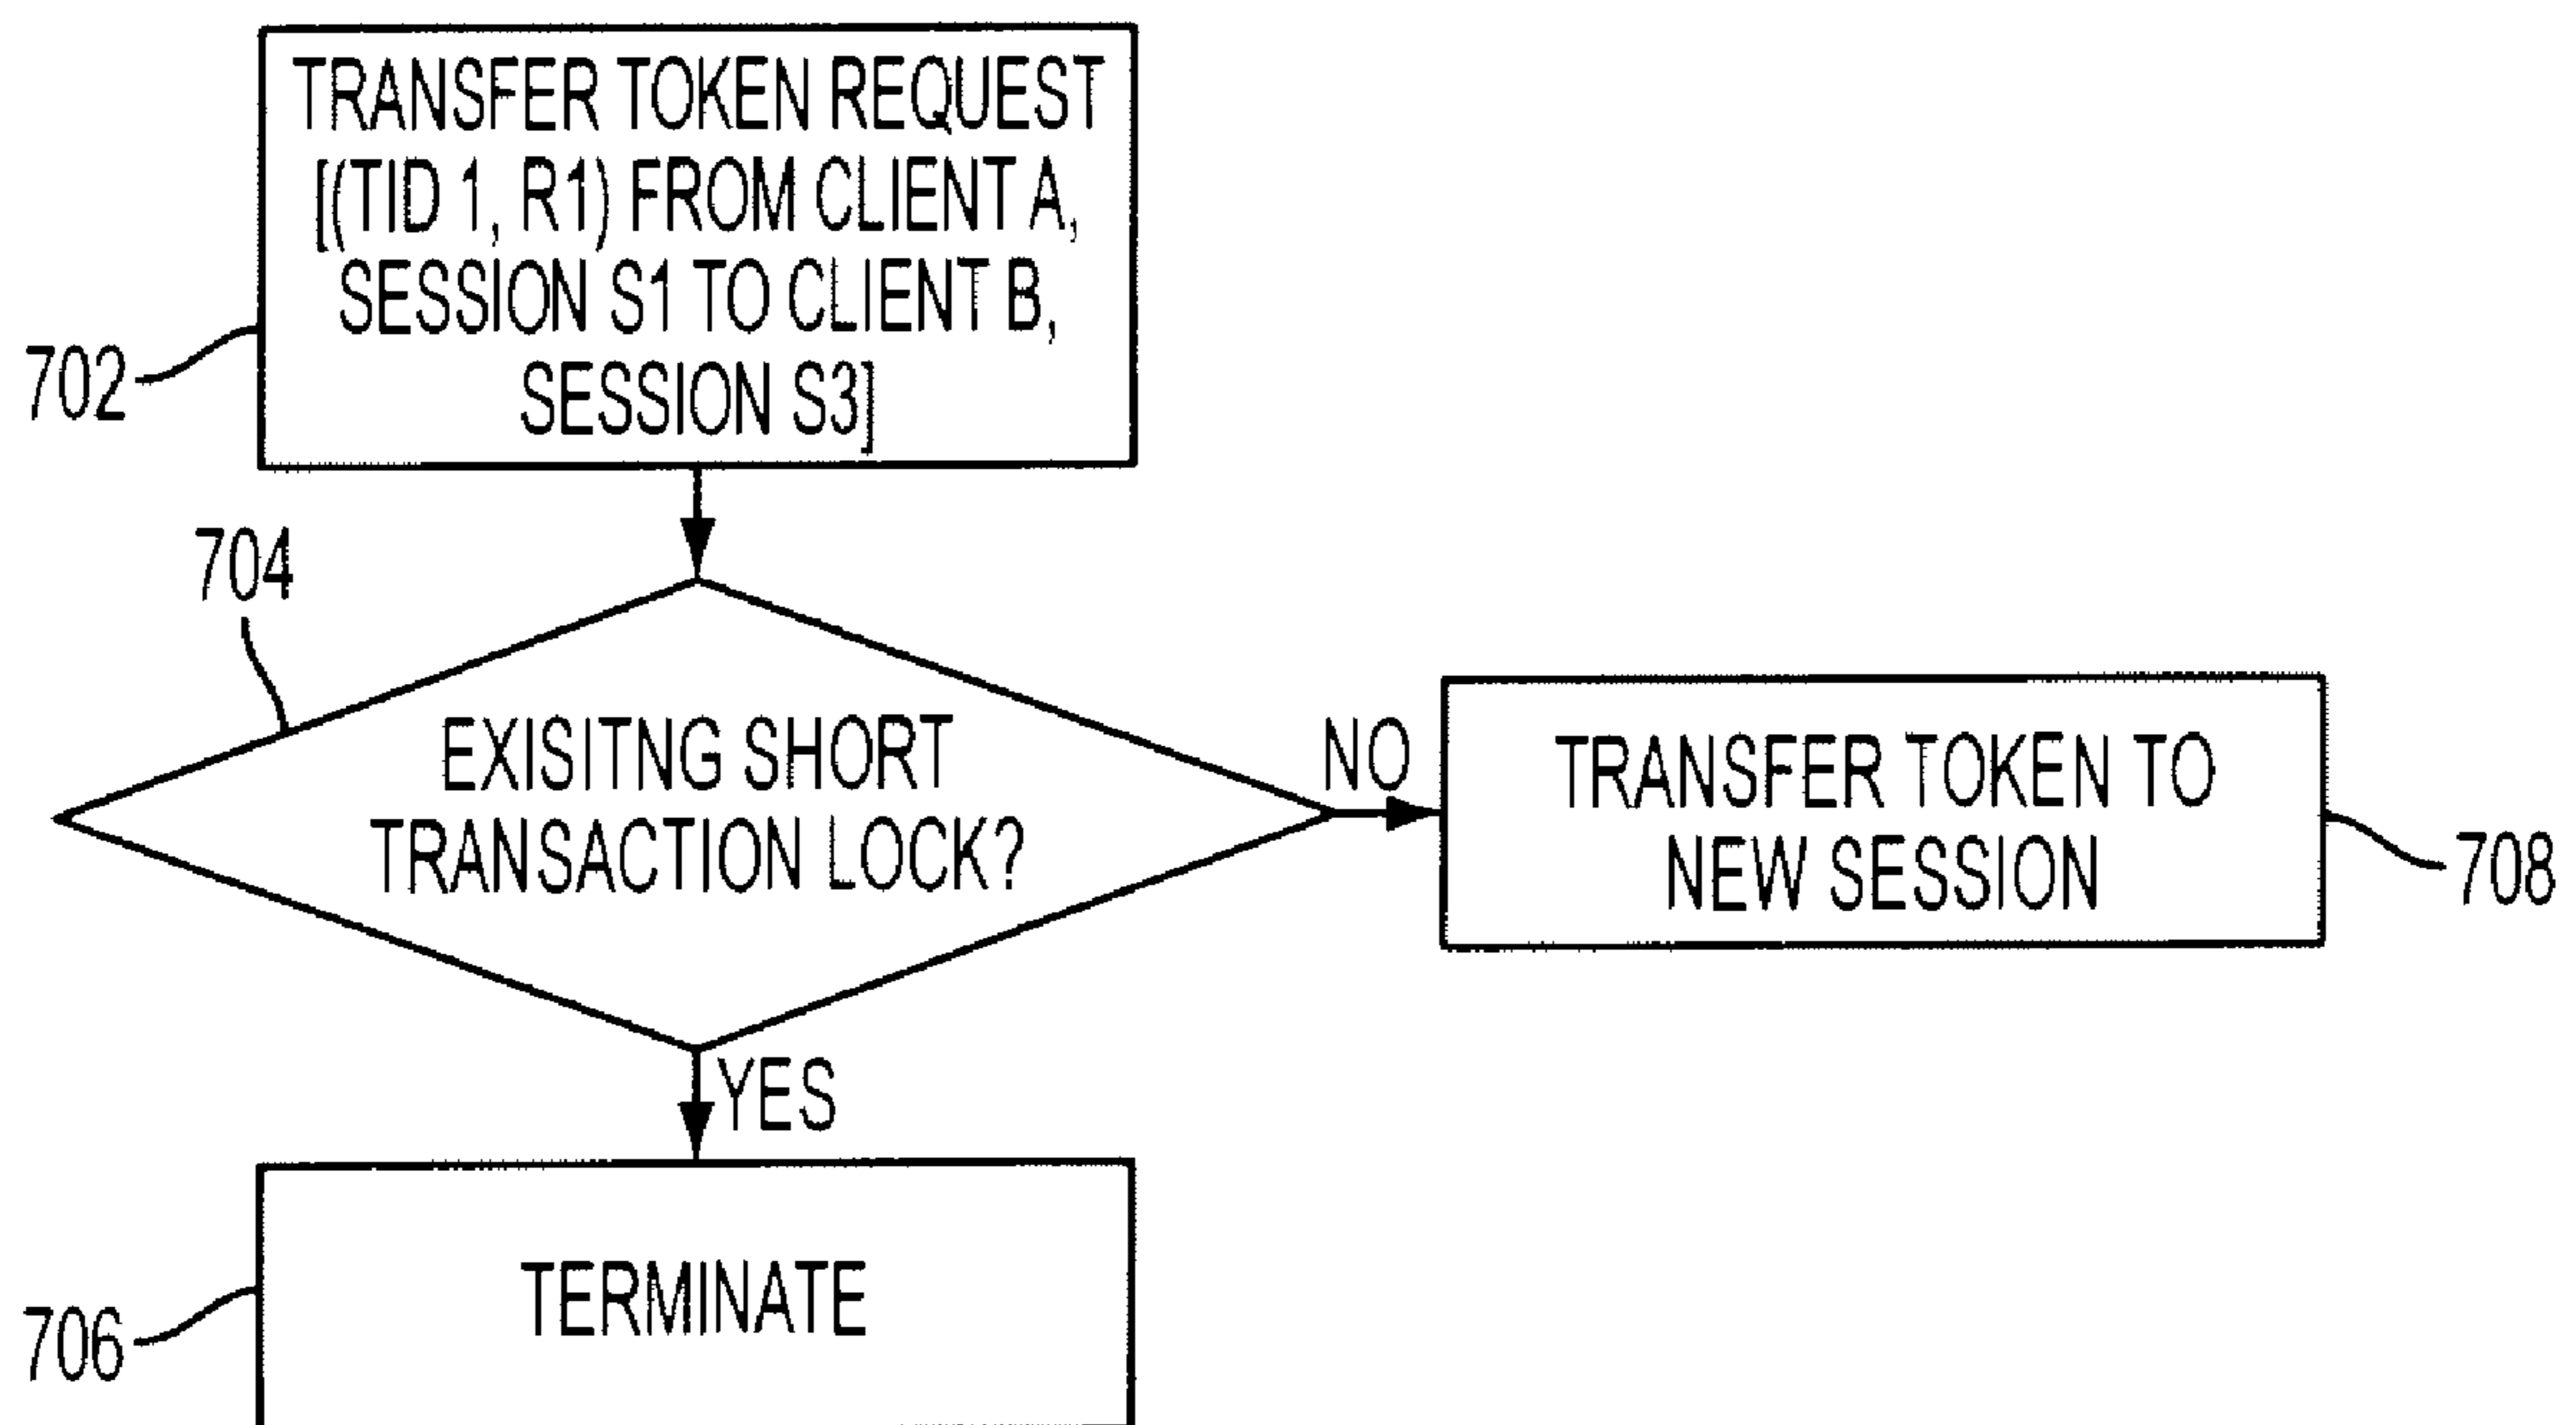 TRANSFER TOKEN REQUEST
[(TID 1, R1) FROM CLIENT A,
SESSION S1 TO CLIENT B,
SESSION S3]
702
704
EXISITNG SHORT
TRANSACTION LOCK?
NO
TRANSFER TOKEN TO
NEW SESSION
708
YES
TERMINATE
706